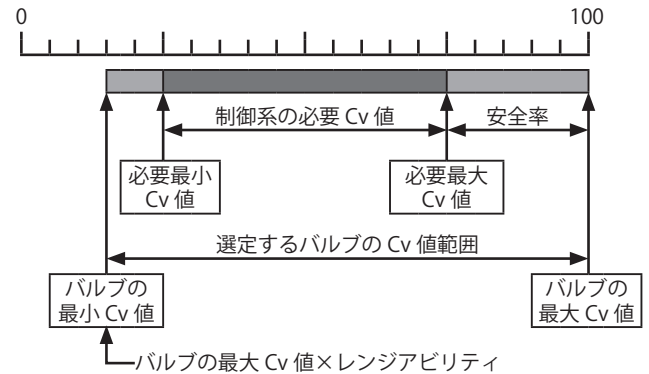 0 100
制御系の必要 Cv 値 安全率
必要最小
Cv 値
必要最大
Cv 値
選定するバルブの Cv 値範囲
バルブの
最小 Cv 値
バルブの
最大 Cv 値
バルブの最大 Cv 値×レンジアビリティ